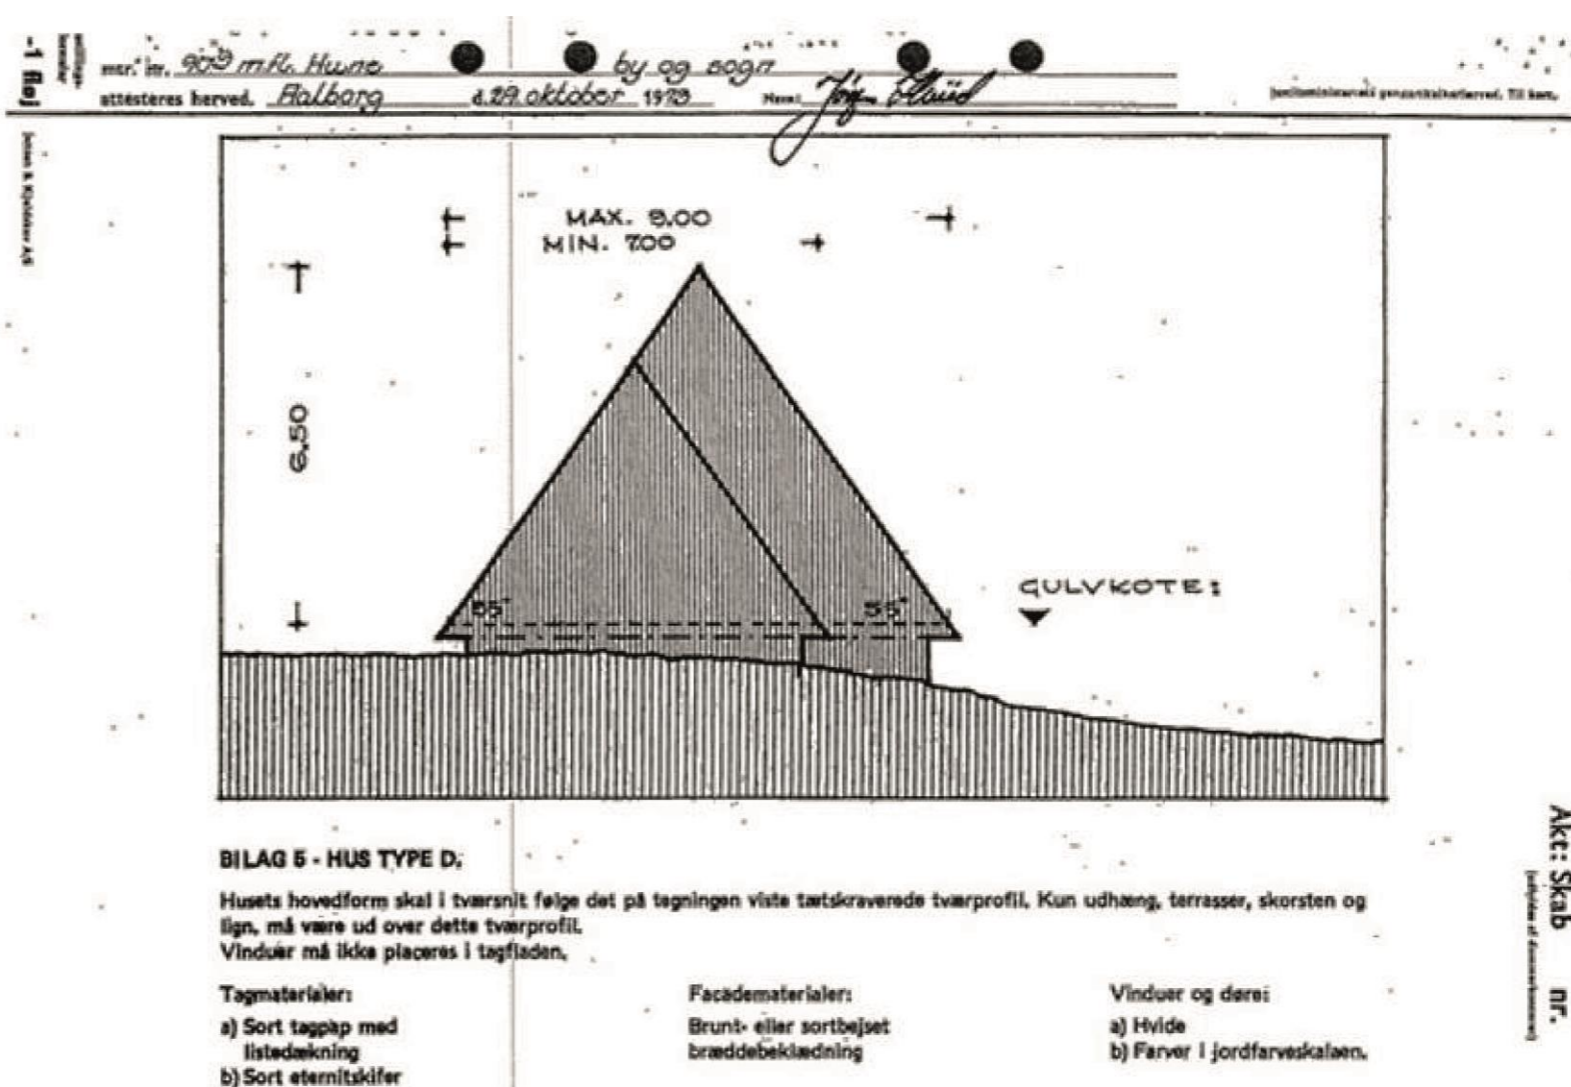 mtr. nr. 90 m.fl. Hune by og sogn
attesteres herved. Aalborg d. 29. oktober 1973
-1 fløj
MAX. 9.00
MIN. 7.00
6.50
55°
55°
GULVKOTE:
BILAG 5 - HUS TYPE D.
Husets hovedform skal i tværsnit følge det på tegningen viste tætskraverede tværprofil. Kun udhæng, terrasser, skorsten og
lign. må være ud over dette tværprofil.
Vinduer må ikke placeres i tagfladen.
Tagmaterialer:
a) Sort tagpap med
listedækning
b) Sort eternitskifer
Facadematerialer:
Brunt- eller sortbejset
bræddebeklædning
Vinduer og døre:
a) Hvide
b) Farver i jordfarveskalaen.
Akt: Skab nr.